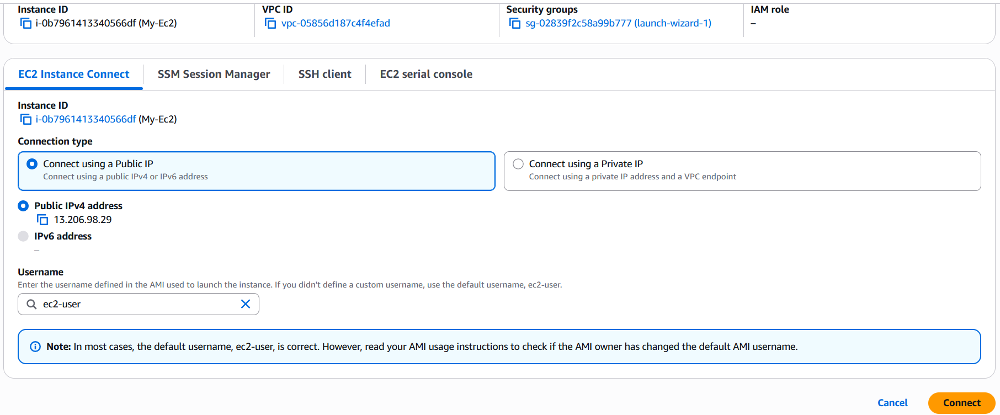 Instance ID
i-0b7961413340566df (My-Ec2)
VPC ID
vpc-05856d187c4f4efad
Security groups
sg-02839f2c58a99b777 (launch-wizard-1)
IAM role
–
EC2 Instance Connect
SSM Session Manager
SSH client
EC2 serial console
Instance ID
i-0b7961413340566df (My-Ec2)
Connection type
Connect using a Public IP
Connect using a public IPv4 or IPv6 address
Connect using a Private IP
Connect using a private IP address and a VPC endpoint
Public IPv4 address
13.206.98.29
IPv6 address
–
Username
Enter the username defined in the AMI used to launch the instance. If you didn't define a custom username, use the default username, ec2-user.
ec2-user
Note: In most cases, the default username, ec2-user, is correct. However, read your AMI usage instructions to check if the AMI owner has changed the default AMI username.
Cancel
Connect